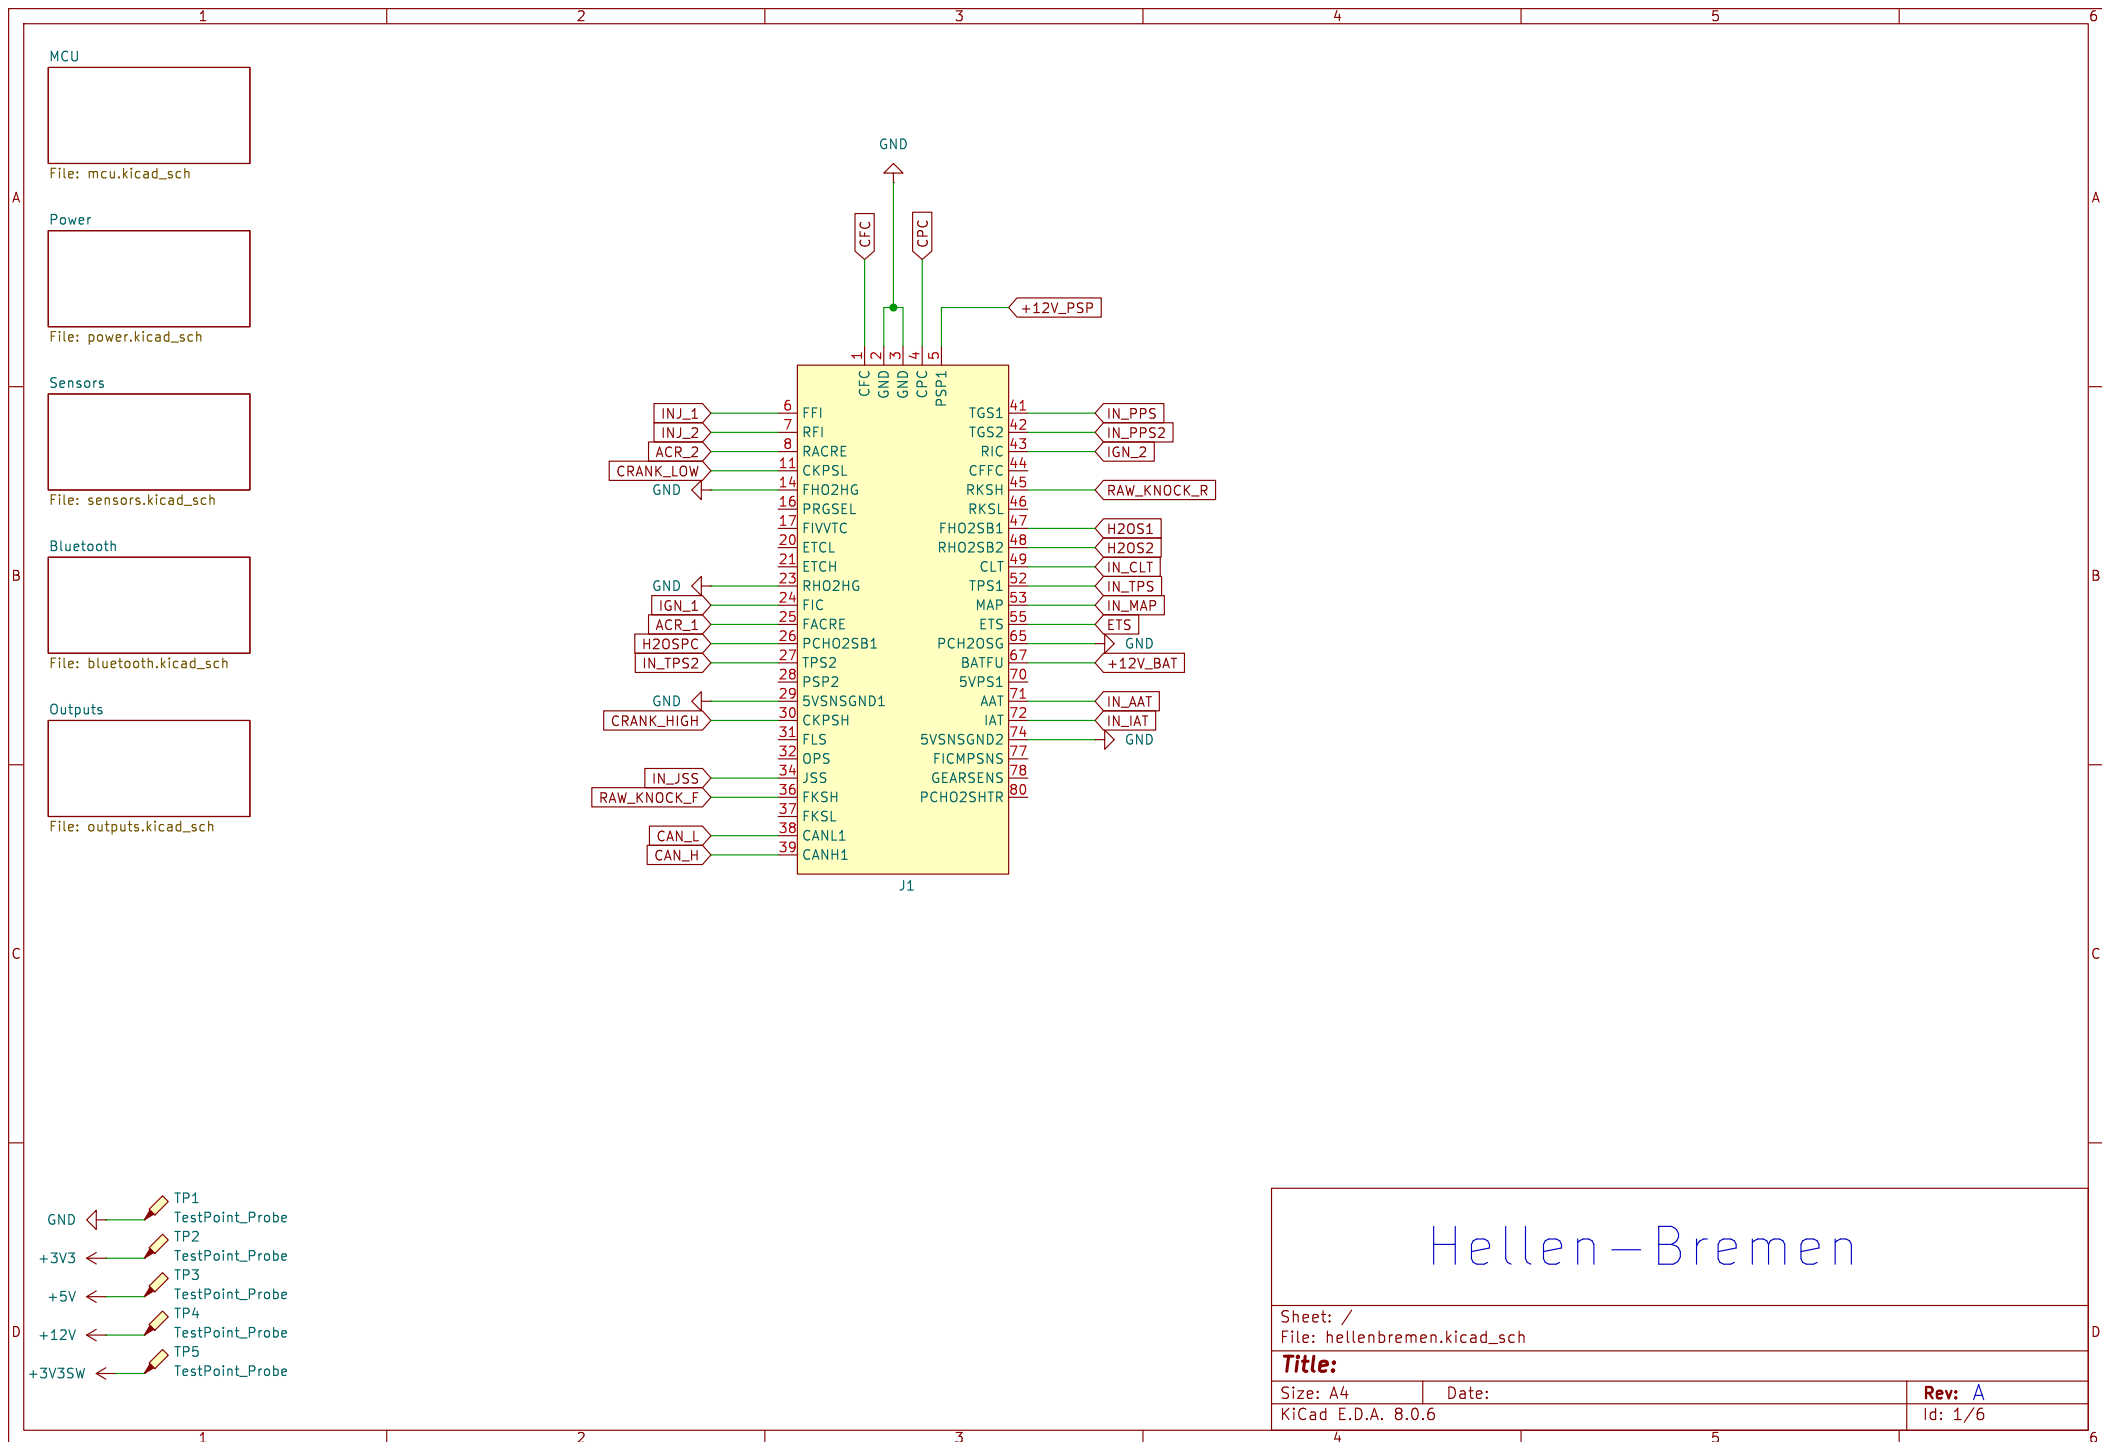 1 2 3 4 5 6
MCU
File: mcu.kicad_sch
Power
File: power.kicad_sch
Sensors
File: sensors.kicad_sch
Bluetooth
File: bluetooth.kicad_sch
Outputs
File: outputs.kicad_sch
A A
B B
C C
D D
GND
CFC
CPC
+12V_PSP
1 2 3 4 5
CFC GND GND CPC PSP1
INJ_1 6 FFI
INJ_2 7 RFI
ACR_2 8 RACRE
CRANK_LOW 11 CKPSL
GND 14 FHO2HG
16 PRGSEL
17 FIVVTC
20 ETCL
21 ETCH
GND 23 RHO2HG
IGN_1 24 FIC
ACR_1 25 FACRE
H2OSPC 26 PCHO2SB1
IN_TPS2 27 TPS2
28 PSP2
GND 29 5VSNSGND1
CRANK_HIGH 30 CKPSH
31 FLS
32 OPS
IN_JSS 34 JSS
RAW_KNOCK_F 36 FKSH
37 FKSL
CAN_L 38 CANL1
CAN_H 39 CANH1
TGS1 41 IN_PPS
TGS2 42 IN_PPS2
RIC 43 IGN_2
CFFC 44
RKSH 45 RAW_KNOCK_R
RKSL 46
FHO2SB1 47 H2OS1
RHO2SB2 48 H2OS2
CLT 49 IN_CLT
TPS1 52 IN_TPS
MAP 53 IN_MAP
ETS 55 ETS
PCH2OSG 65 GND
BATFU 67 +12V_BAT
5VPS1 70
AAT 71 IN_AAT
IAT 72 IN_IAT
5VSNSGND2 74 GND
FICMPSNS 77
GEARSENS 78
PCHO2SHTR 80
J1
GND TP1
TestPoint_Probe
+3V3 TP2
TestPoint_Probe
+5V TP3
TestPoint_Probe
+12V TP4
TestPoint_Probe
+3V3SW TP5
TestPoint_Probe
Hellen-Bremen
Sheet: /
File: hellenbremen.kicad_sch
Title:
Size: A4 Date: Rev: A
KiCad E.D.A. 8.0.6 Id: 1/6
1 2 3 4 5 6